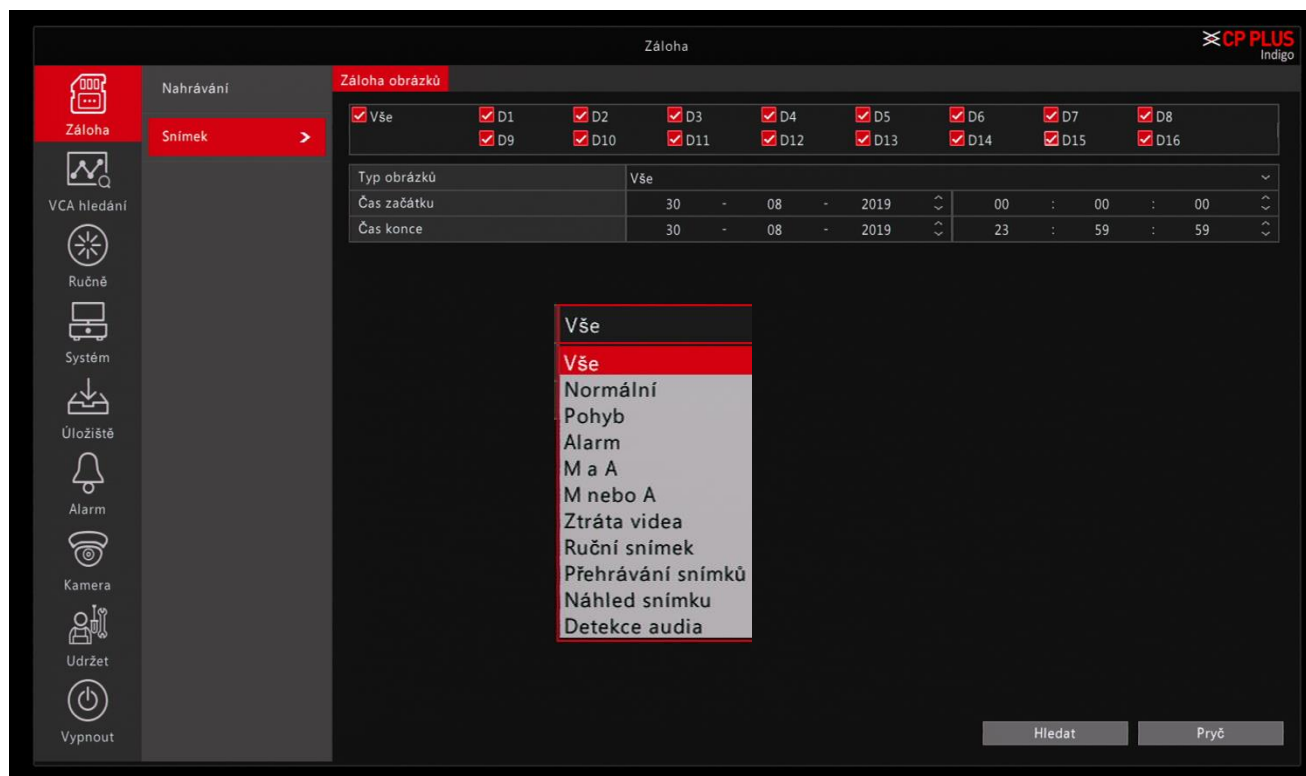 Záloha
CP PLUS
Indigo
Záloha
VCA hledání
Ručně
Systém
Úložiště
Alarm
Kamera
Udržet
Vypnout
Nahrávání
Snímek >
Záloha obrázků
Vše D1 D2 D3 D4 D5 D6 D7 D8
D9 D10 D11 D12 D13 D14 D15 D16
Typ obrázků Vše
Čas začátku 30 - 08 - 2019 00 : 00 : 00
Čas konce 30 - 08 - 2019 23 : 59 : 59
Vše
Vše
Normální
Pohyb
Alarm
M a A
M nebo A
Ztráta videa
Ruční snímek
Přehrávání snímků
Náhled snímku
Detekce audia
Hledat Pryč